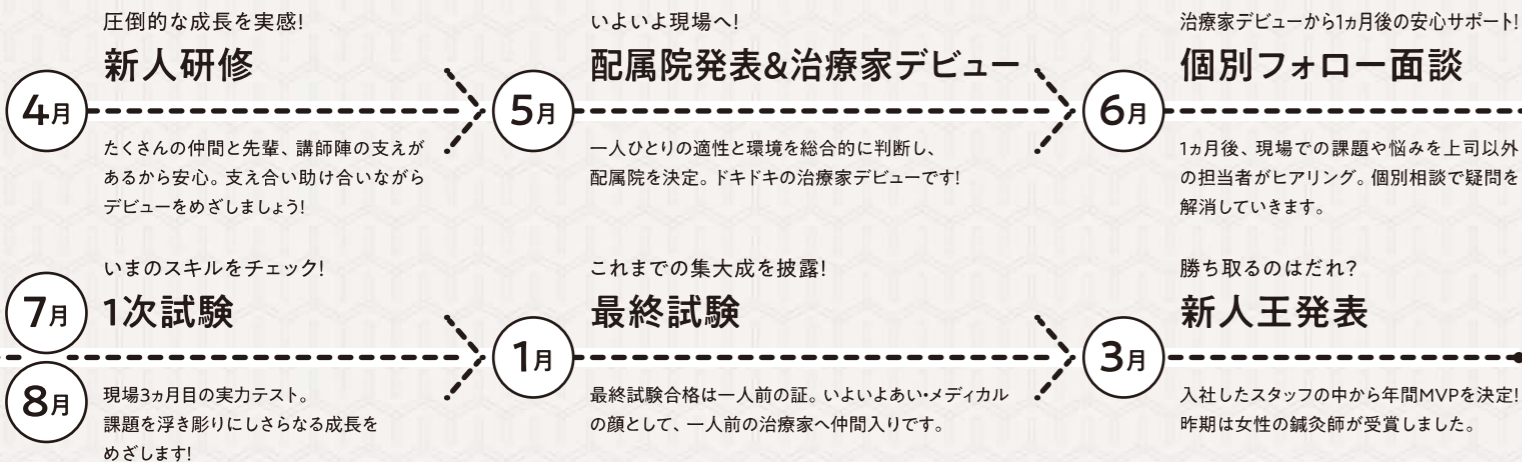 圧倒的な成長を実感!
新人研修
4月
たくさんの仲間と先輩、講師陣の支えが
あるから安心。支え合い助け合いながら
デビューをめざしましょう!
いよいよ現場へ!
配属院発表&治療家デビュー
5月
一人ひとりの適性と環境を総合的に判断し、
配属院を決定。ドキドキの治療家デビューです!
治療家デビューから1ヵ月後の安心サポート!
個別フォロー面談
6月
1ヵ月後、現場での課題や悩みを上司以外
の担当者がヒアリング。個別相談で疑問を
解消していきます。
いまのスキルをチェック!
1次試験
7月
8月
現場3ヵ月目の実力テスト。
課題を浮き彫りにしさらなる成長を
めざします!
これまでの集大成を披露!
最終試験
1月
最終試験合格は一人前の証。いよいよあい・メディカル
の顔として、一人前の治療家へ仲間入りです。
勝ち取るのはだれ?
新人王発表
3月
入社したスタッフの中から年間MVPを決定!
昨期は女性の鍼灸師が受賞しました。